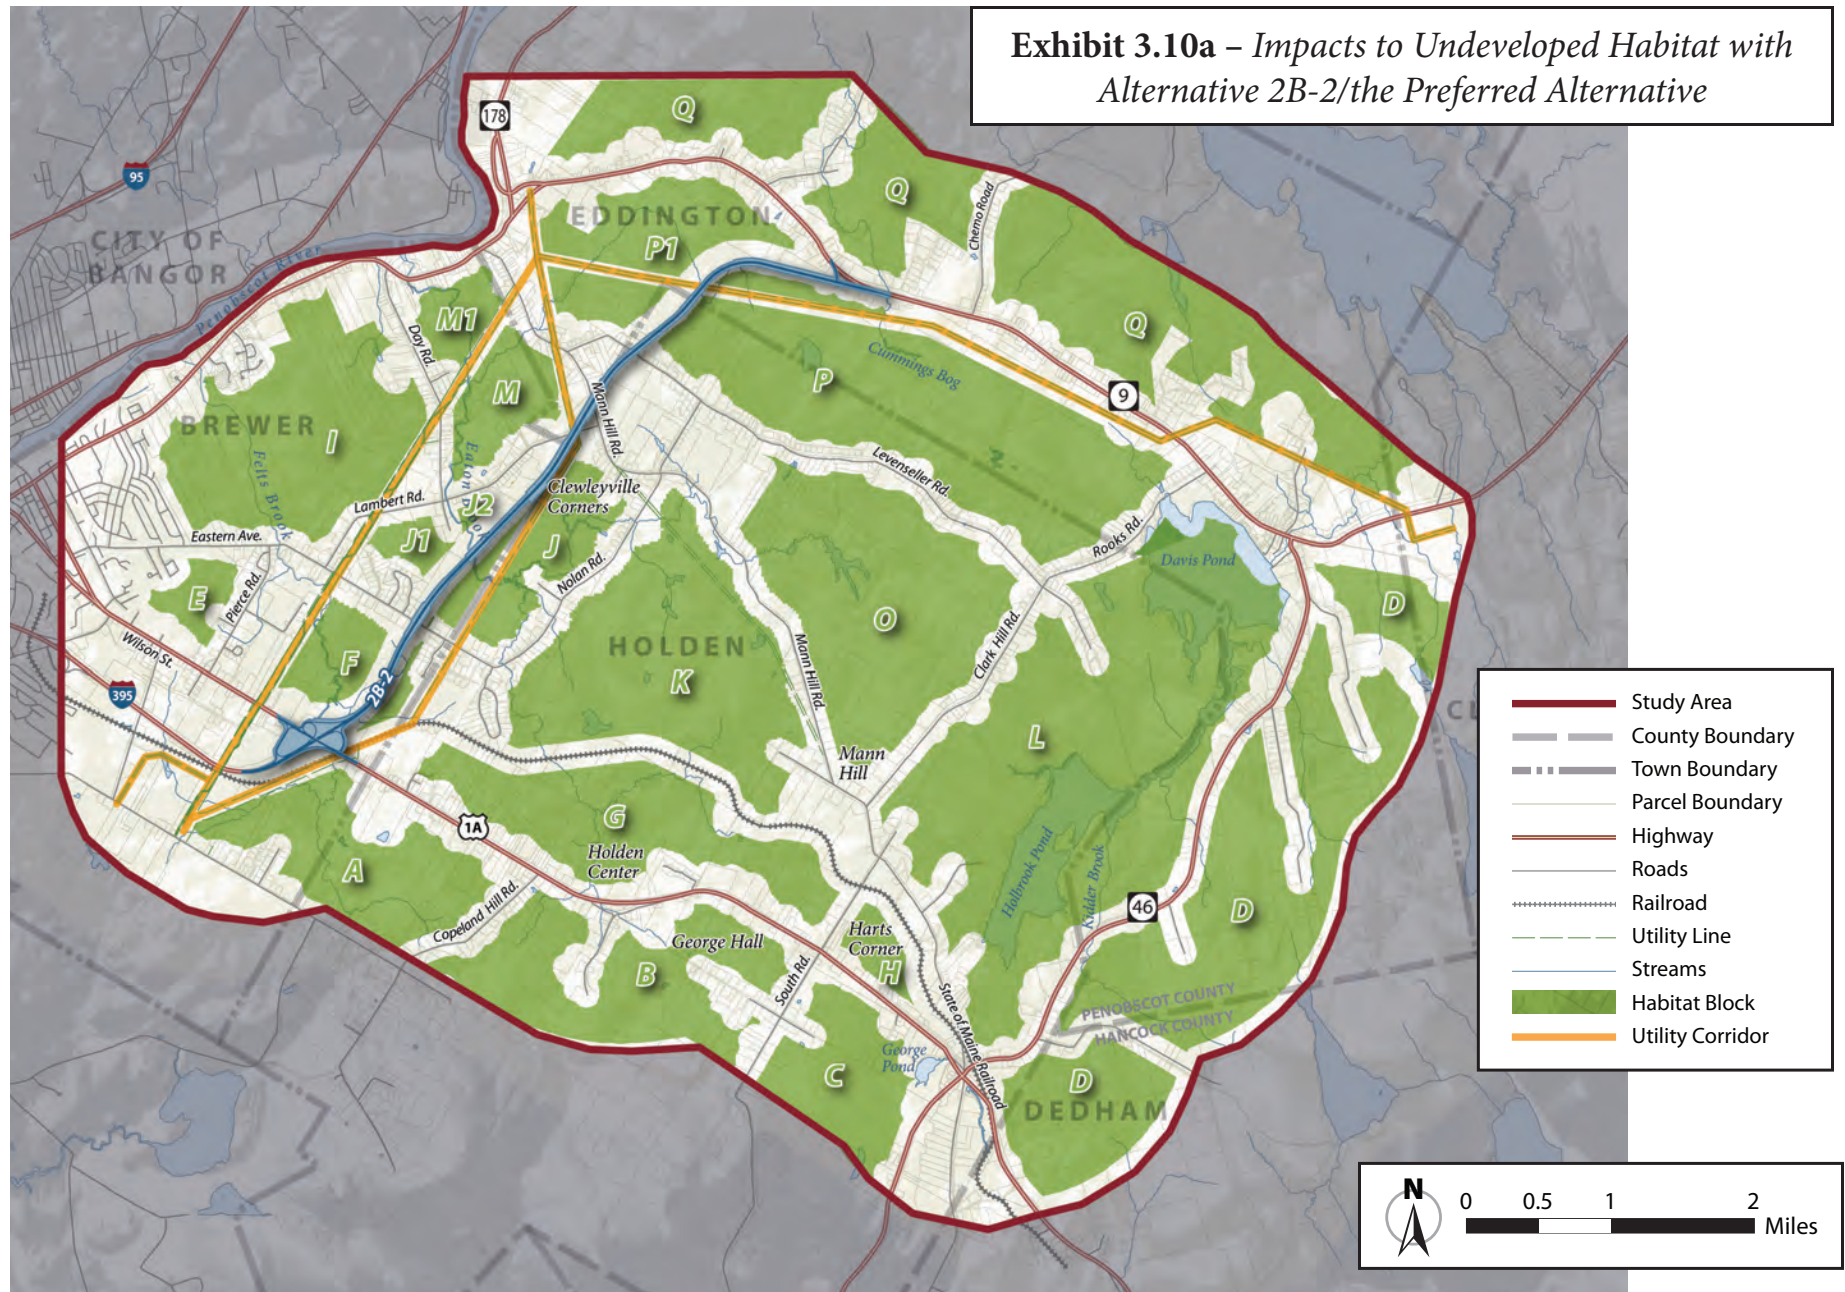 Exhibit 3.10a – Impacts to Undeveloped Habitat with
Alternative 2B-2/the Preferred Alternative
178
Q
95
Q
Chemo Road
EDDINGTON
CITY OF
BANGOR
P1
Penobscot River
M1
Day Rd.
Q
Cummings Bog
P
9
M
Mann Hill Rd.
BREWER
I
Felts Brook
Eaton Brook
Levenseller Rd.
Clewleyville
Corners
Lambert Rd.
J2
Eastern Ave.
J1
J
Rooks Rd.
Davis Pond
Nolan Rd.
E
Pierce Rd.
D
O
HOLDEN
Wilson St.
F
K
Mann Hill Rd.
Clark Hill Rd.
395
2B-2
CL
L
Mann
Hill
G
1A
Holden
Center
A
Holbrook Pond
Kidder Brook
46
D
Copeland Hill Rd.
George Hall
Harts
Corner
H
B
South Rd.
State of Maine Railroad
PENOBSCOT COUNTY
HANCOCK COUNTY
George
Pond
C
D
DEDHAM
Study Area
County Boundary
Town Boundary
Parcel Boundary
Highway
Roads
Railroad
Utility Line
Streams
Habitat Block
Utility Corridor
N
0 0.5 1 2
Miles